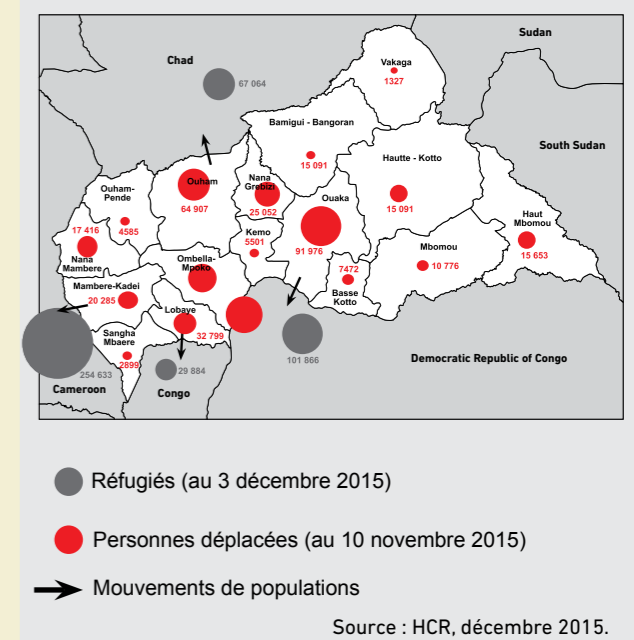 Sudan
Chad
Vakaga
1327
67 064
Bamigui - Bangoran
South Sudan
15 091
Hautte - Kotto
15 091
Ouham
64 907
Nana
Grebizi
25 052
Ouham-
Pende
4585
Ouaka
91 976
Haut
Mbomou
15 653
17 416
Nana
Mambere
Kemo
5501
Mbomou
10 776
Ombella-
Mpoko
7472
Basse
Kotto
Mambere-Kadei
20 285
Lobaye
32 799
Sangha
Mbaere
2899
101 866
Democratic Republic of Congo
254 633
Cameroon
29 884
Congo
Réfugiés (au 3 décembre 2015)
Personnes déplacées (au 10 novembre 2015)
Mouvements de populations
Source : HCR, décembre 2015.